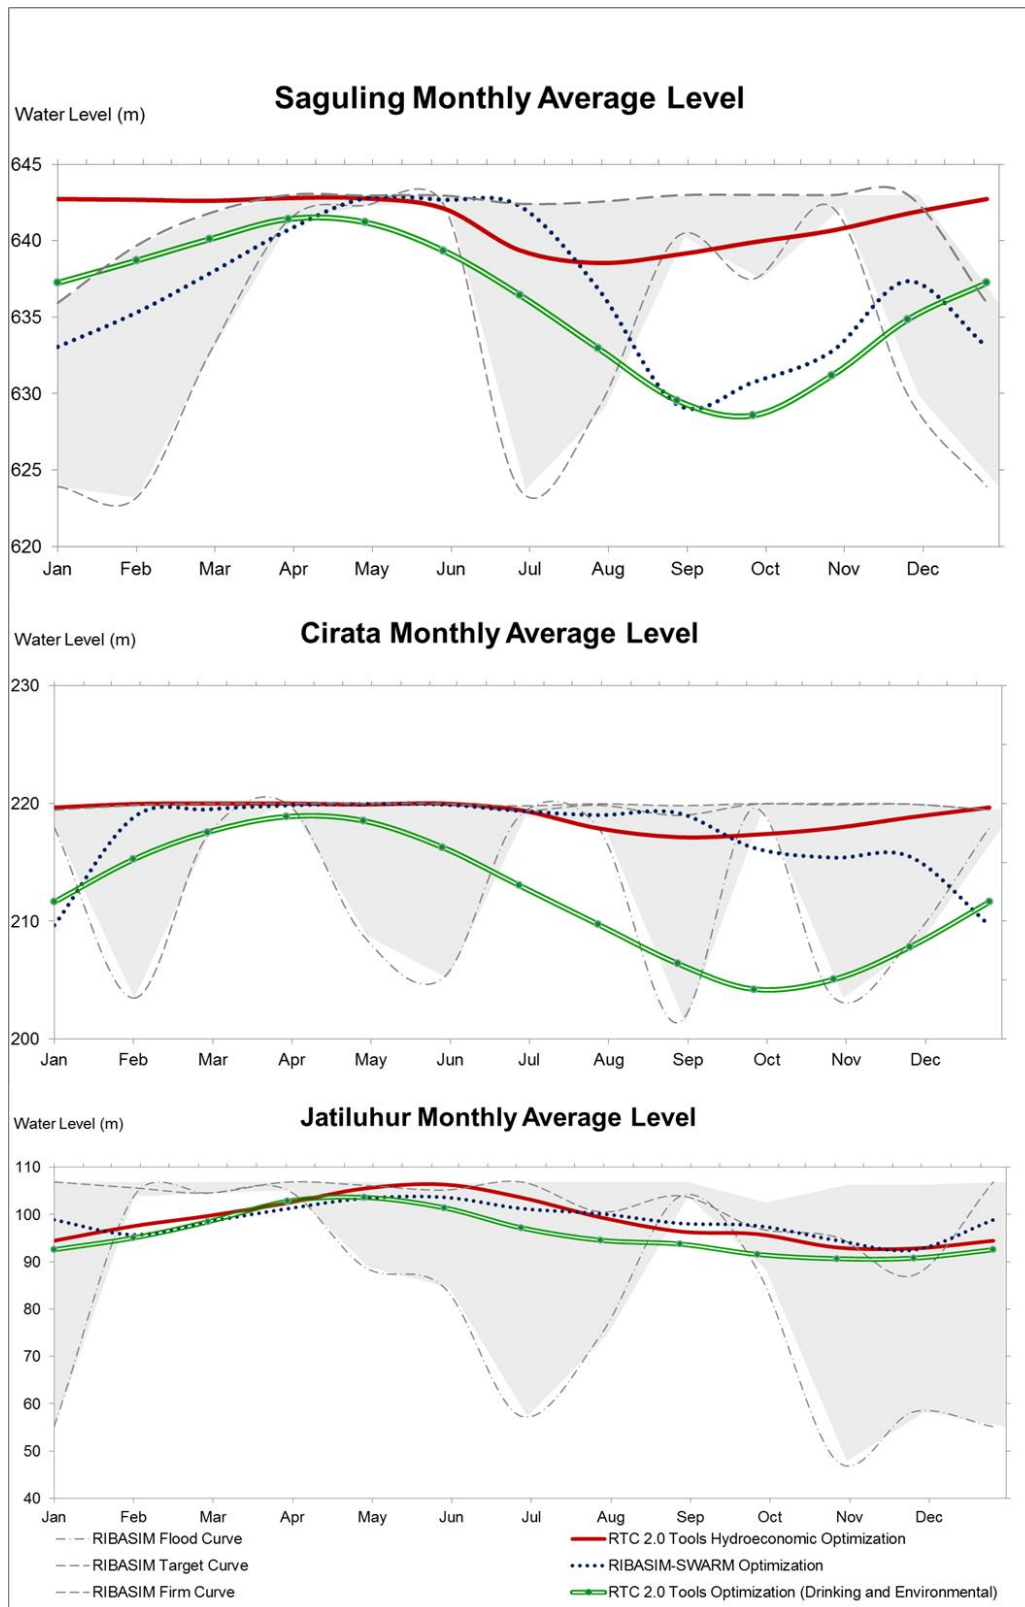 Saguling Monthly Average Level
Water Level (m)
645
640
635
630
625
620
Jan Feb Mar Apr May Jun Jul Aug Sep Oct Nov Dec
Cirata Monthly Average Level
Water Level (m)
230
220
210
200
Jan Feb Mar Apr May Jun Jul Aug Sep Oct Nov Dec
Jatiluhur Monthly Average Level
Water Level (m)
110
100
90
80
70
60
50
40
Jan Feb Mar Apr May Jun Jul Aug Sep Oct Nov Dec
RIBASIM Flood Curve
RIBASIM Target Curve
RIBASIM Firm Curve
RTC 2.0 Tools Hydroeconomic Optimization
RIBASIM-SWARM Optimization
RTC 2.0 Tools Optimization (Drinking and Environmental)